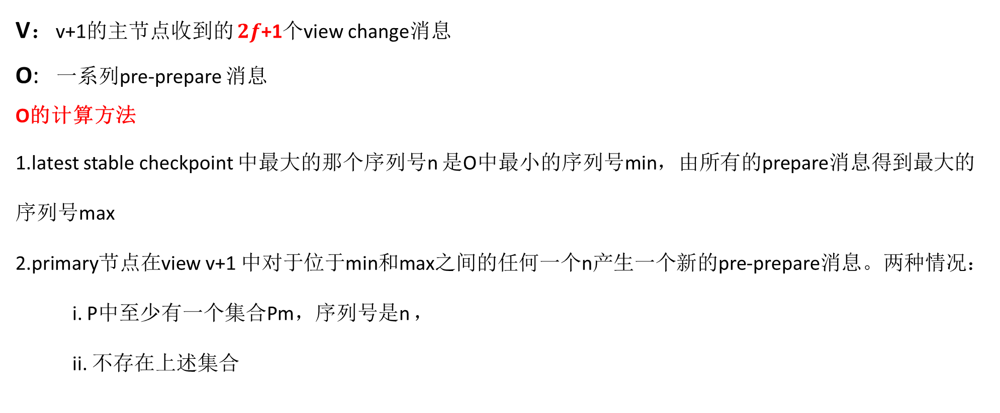 V： v+1的主节点收到的 2f+1个view change消息
O: 一系列pre-prepare 消息
O的计算方法
1.latest stable checkpoint 中最大的那个序列号n 是O中最小的序列号min，由所有的prepare消息得到最大的
序列号max
2.primary节点在view v+1 中对于位于min和max之间的任何一个n产生一个新的pre-prepare消息。两种情况：
i. P中至少有一个集合Pm，序列号是n，
ii. 不存在上述集合